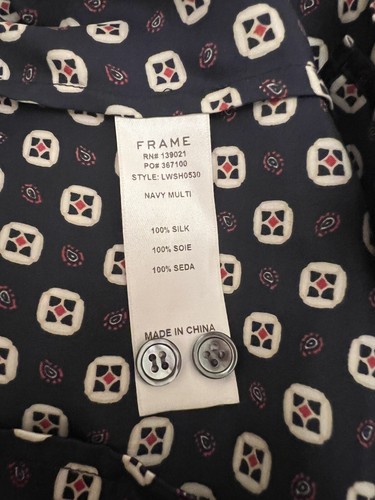 FRAME
RN# 139021
PO# 367100
STYLE: LWSH0530
NAVY MULTI
100% SILK
100% SOIE
100% SEDA
MADE IN CHINA